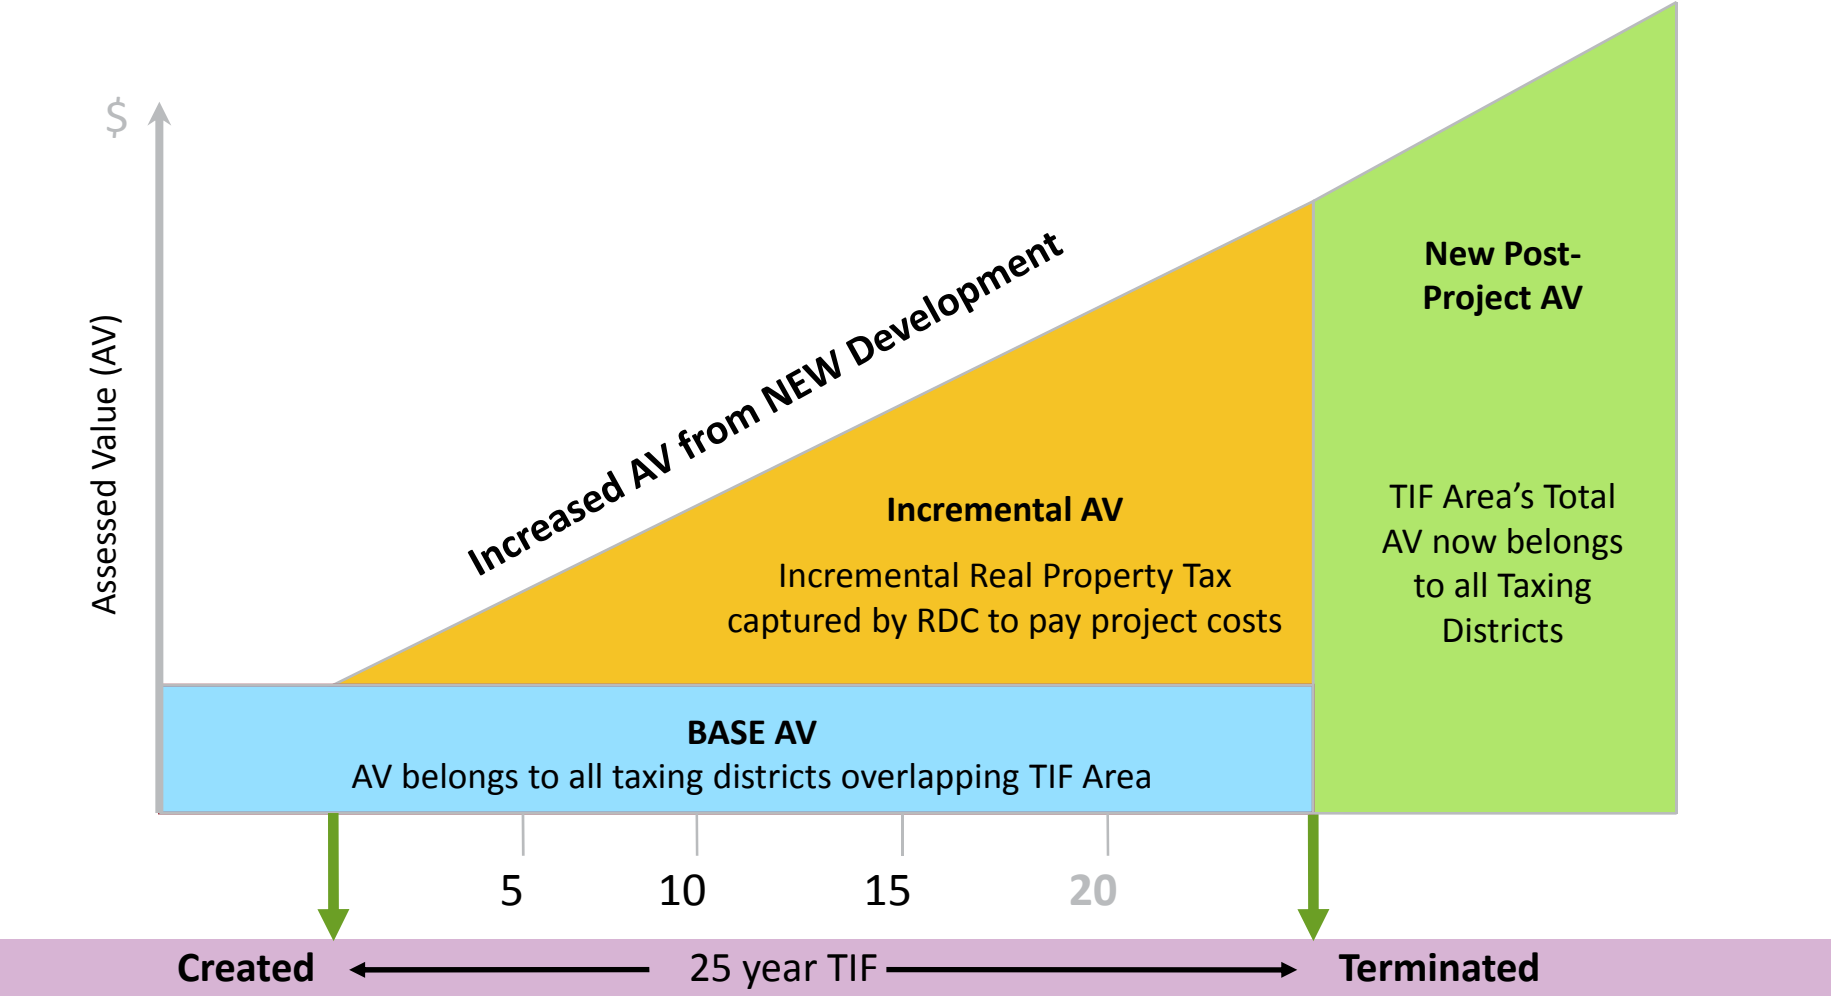 $
Assessed Value (AV)
Increased AV from NEW Development
New Post-
Project AV
Incremental AV
Incremental Real Property Tax
captured by RDC to pay project costs
TIF Area’s Total
AV now belongs
to all Taxing
Districts
BASE AV
AV belongs to all taxing districts overlapping TIF Area
5 10 15 20
Created 25 year TIF Terminated